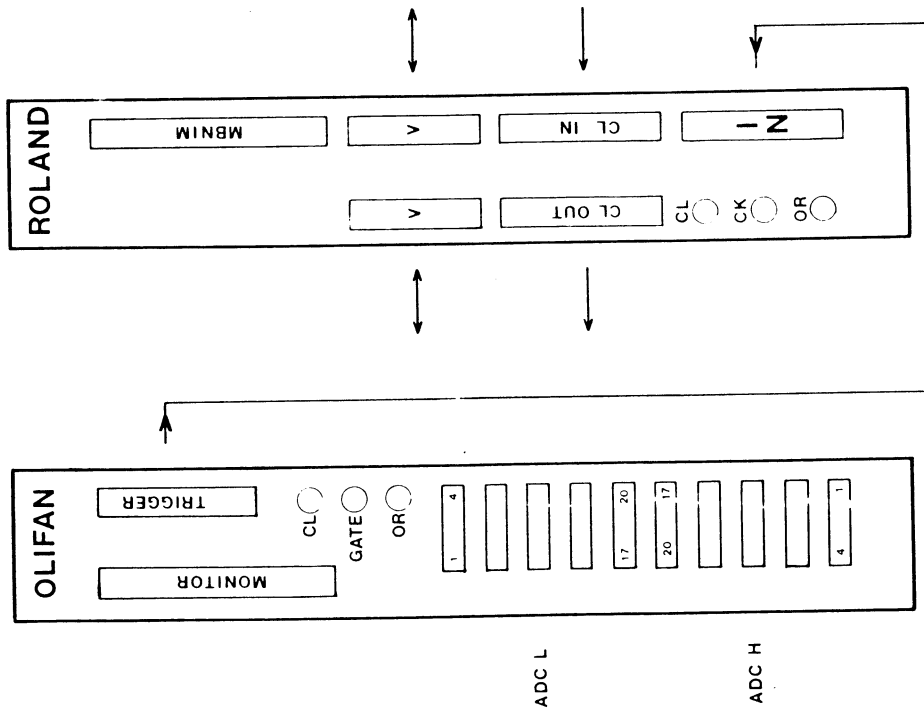 ROLAND
MBNIM
A
CL IN
IN
A
CL OUT
CL
CK
OR
OLIFAN
TRIGGER
MONITOR
CL
GATE
OR
1 4
17 20
20 17
4 1
ADC L
ADC H